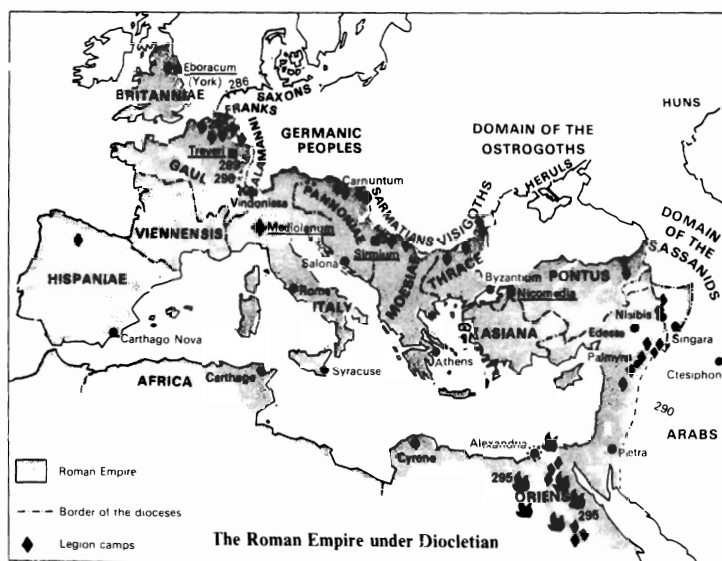 Eboracum
(York)
286
BRITANNIAE
SAXONS
FRANKS
HUNS
ALAMANNI
GERMANIC
PEOPLES
DOMAIN OF THE
OSTROGOTHS
HERULS
Treveri
GAUL
298
Vindonissa
Carnuntum
PANNONIAE
SARMATIANS
VISIGOTHS
DOMAIN
OF THE
SASSANIDS
VIENNENSIS
Mediolanum
Sirmium
Salona
MOESIAE
THRACE
Byzantium
PONTUS
Nicomedia
HISPANIAE
Rome
ITALY
Nisibis
Edessa
Singara
ASIANA
Carthago Nova
Athens
Palmyra
Ctesiphon
AFRICA
Carthage
Syracuse
290
ARABS
Cyrene
Alexandria
Pietra
295
ORIENS
295
Roman Empire
Border of the dioceses
Legion camps
The Roman Empire under Diocletian